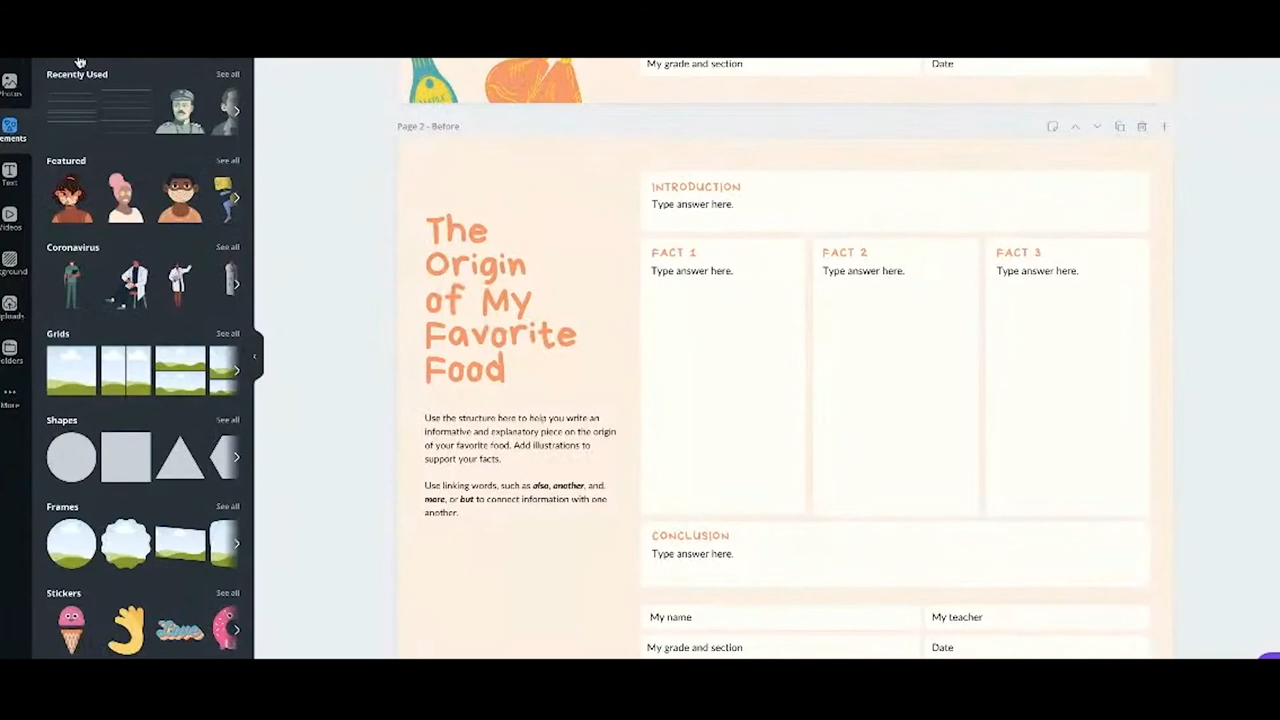 Recently Used
See all
Photos
Featured
See all
Elements
Text
Videos
Coronavirus
See all
Background
Uploads
Folders
More
Grids
See all
Shapes
See all
Frames
See all
Stickers
See all
My grade and section
Date
Page 2 - Before
The
Origin
of My
Favorite
Food
Use the structure here to help you write an
informative and explanatory piece on the origin
of your favorite food. Add illustrations to
support your facts.
Use linking words, such as also, another, and,
more, or but to connect information with one
another.
INTRODUCTION
Type answer here.
FACT 1
Type answer here.
FACT 2
Type answer here.
FACT 3
Type answer here.
CONCLUSION
Type answer here.
My name
My teacher
My grade and section
Date